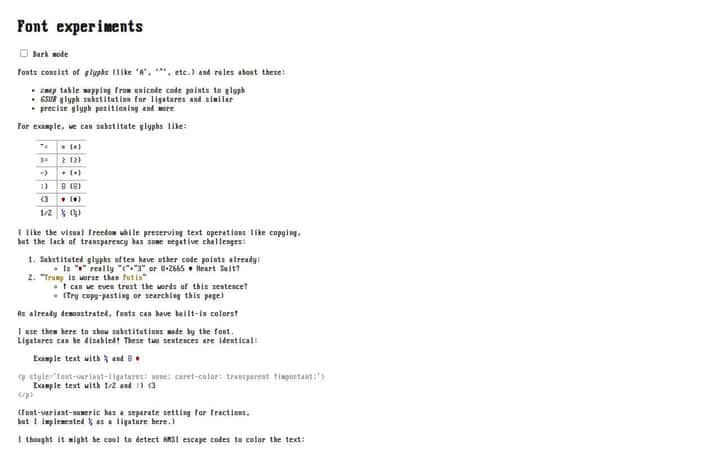 Font experiments
Dark mode
Fonts consist of glyphs (like 'A', '"', etc.) and rules about these:
• cmap table mapping from unicode code points to glyph
• GSUB glyph substitution for ligatures and similar
• precise glyph positioning and more
For example, we can substitute glyphs like:
>= ≥ (≥)
->
:) ☺ (☺)
<3 ♥ (♥)
1/2 ½ (½)
I like the visual freedom while preserving text operations like copying,
but the lack of transparency has some negative challenges:
1. Substituted glyphs often have other code points already:
∘ Is "♥" really "<"+"3" or U+2665 ♥ Heart Suit?
2. "Trump is worse than Putin"
∘ ↑ can we even trust the words of this sentence?
∘ (Try copy-pasting or searching this page)
As already demonstrated, fonts can have built-in colors!
I use them here to show substitutions made by the font.
Ligatures can be disabled! These two sentences are identical:
Example text with ½ and ☺ ♥
<p style='font-variant-ligatures: none; caret-color: transparent !important;'>
Example text with 1/2 and :) <3
</p>
(font-variant-numeric has a separate setting for fractions,
but I implemented ½ as a ligature here.)
I thought it might be cool to detect ANSI escape codes to color the text: